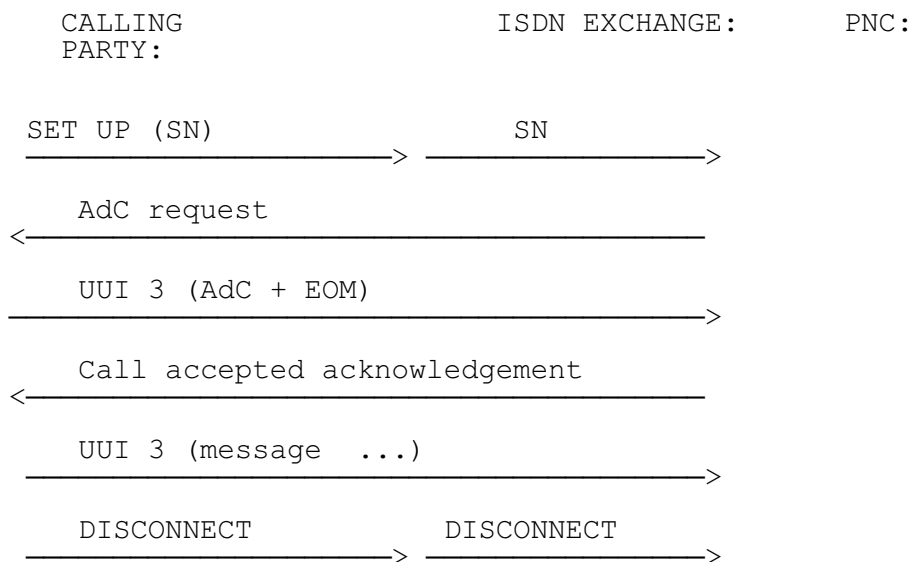 CALLING ISDN EXCHANGE: PNC:
PARTY:
SET UP (SN) SN
AdC request
UUI 3 (AdC + EOM)
Call accepted acknowledgement
UUI 3 (message ...)
DISCONNECT DISCONNECT